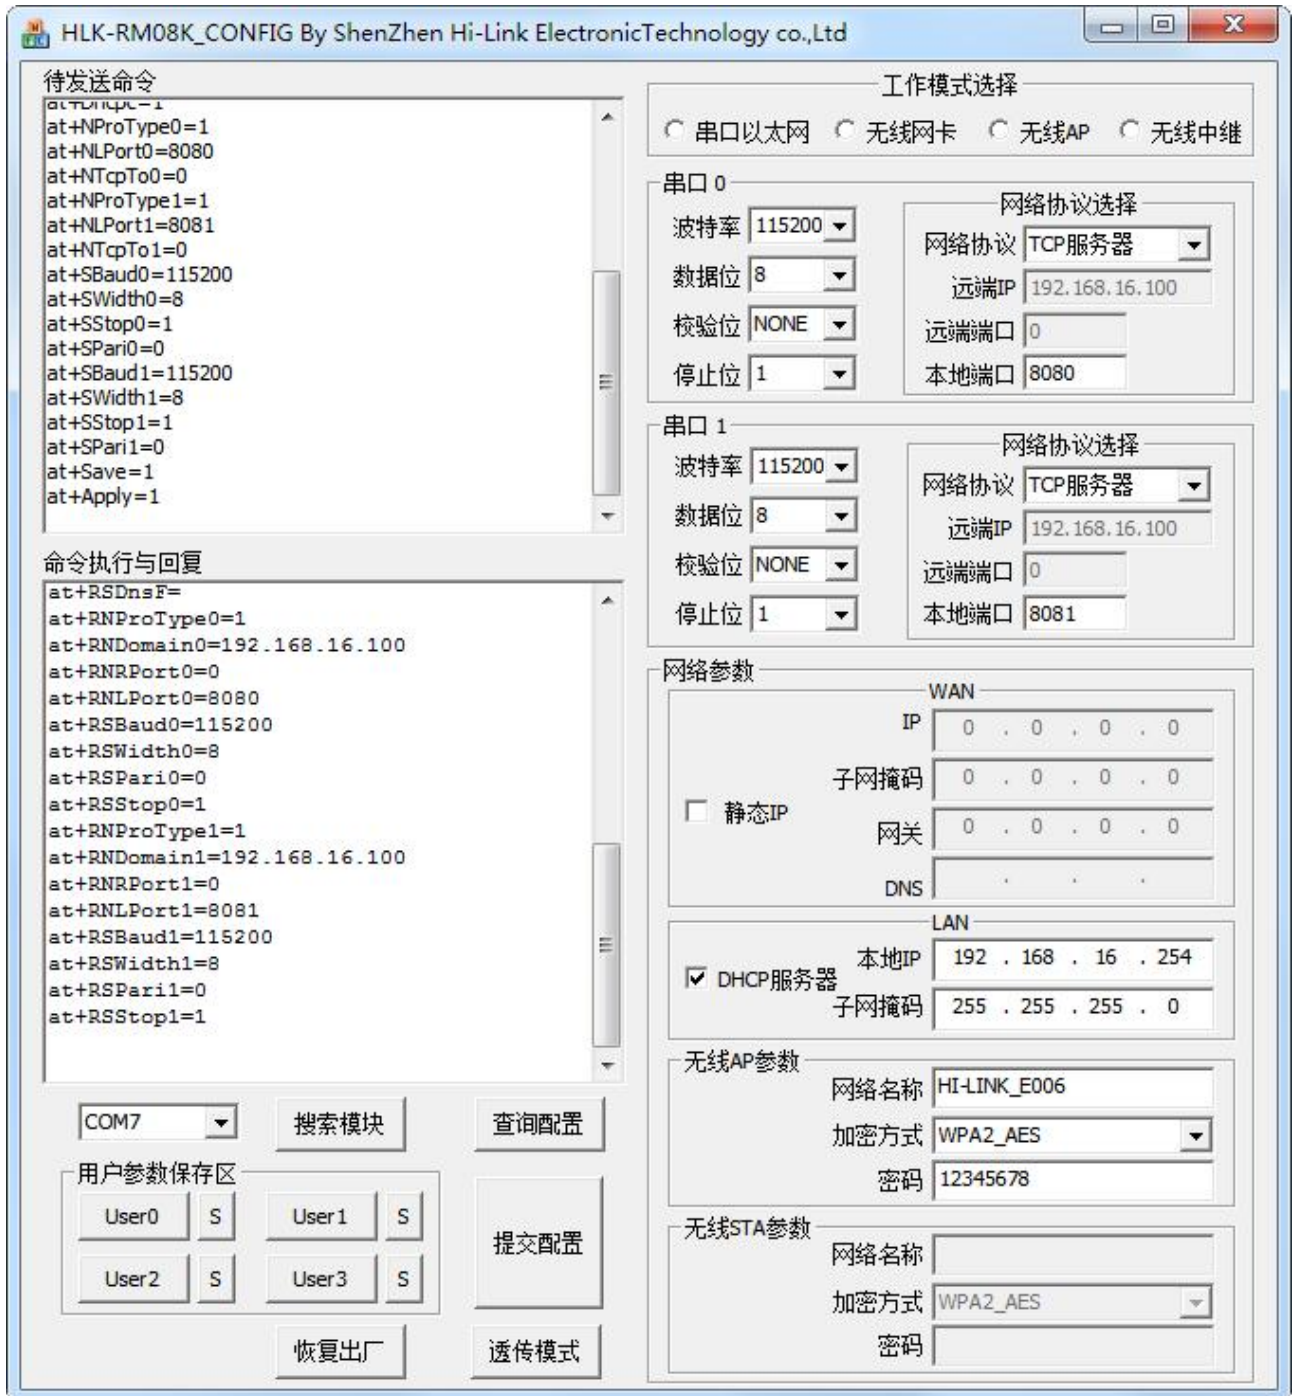 HLK-RM08K_CONFIG By ShenZhen Hi-Link ElectronicTechnology co.,Ltd
待发送命令
at+Dhcpc=1
at+NProType0=1
at+NLPort0=8080
at+NTcpTo0=0
at+NProType1=1
at+NLPort1=8081
at+NTcpTo1=0
at+SBaud0=115200
at+SWidth0=8
at+SStop0=1
at+SPari0=0
at+SBaud1=115200
at+SWidth1=8
at+SStop1=1
at+SPari1=0
at+Save=1
at+Apply=1
命令执行与回复
at+RSDnsF=
at+RNProType0=1
at+RNDomain0=192.168.16.100
at+RNRPort0=0
at+RNLPort0=8080
at+RSBaud0=115200
at+RSWidth0=8
at+RSPari0=0
at+RSStop0=1
at+RNProType1=1
at+RNDomain1=192.168.16.100
at+RNRPort1=0
at+RNLPort1=8081
at+RSBaud1=115200
at+RSWidth1=8
at+RSPari1=0
at+RSStop1=1
COM7 搜索模块 查询配置
用户参数保存区
User0 S User1 S
User2 S User3 S
提交配置
恢复出厂 透传模式
工作模式选择
串口以太网 无线网卡 无线AP 无线中继
串口 0
波特率 115200
数据位 8
校验位 NONE
停止位 1
网络协议选择
网络协议 TCP服务器
远端IP 192.168.16.100
远端端口 0
本地端口 8080
串口 1
波特率 115200
数据位 8
校验位 NONE
停止位 1
网络协议选择
网络协议 TCP服务器
远端IP 192.168.16.100
远端端口 0
本地端口 8081
网络参数
WAN
静态IP
IP 0 . 0 . 0 . 0
子网掩码 0 . 0 . 0 . 0
网关 0 . 0 . 0 . 0
DNS . . .
LAN
DHCP服务器
本地IP 192 . 168 . 16 . 254
子网掩码 255 . 255 . 255 . 0
无线AP参数
网络名称 HI-LINK_E006
加密方式 WPA2_AES
密码 12345678
无线STA参数
网络名称
加密方式 WPA2_AES
密码